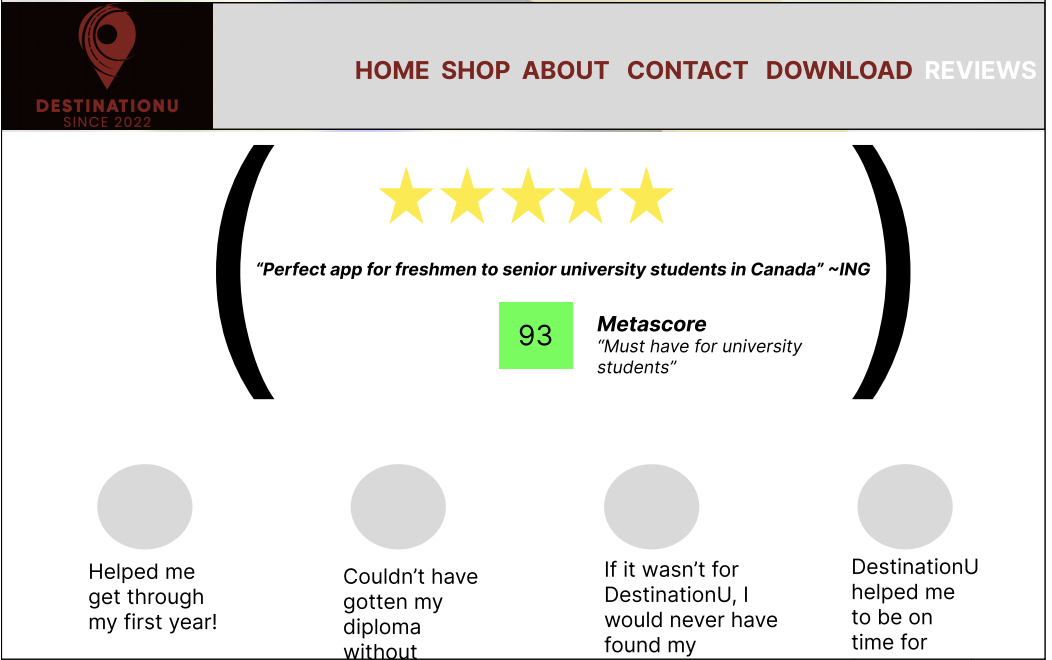 DESTINATIONU
SINCE 2022
HOME SHOP ABOUT CONTACT DOWNLOAD REVIEWS
“Perfect app for freshmen to senior university students in Canada” ~ING
93
Metascore
“Must have for university
students”
Helped me
get through
my first year!
Couldn’t have
gotten my
diploma
without
If it wasn’t for
DestinationU, I
would never have
found my
DestinationU
helped me
to be on
time for